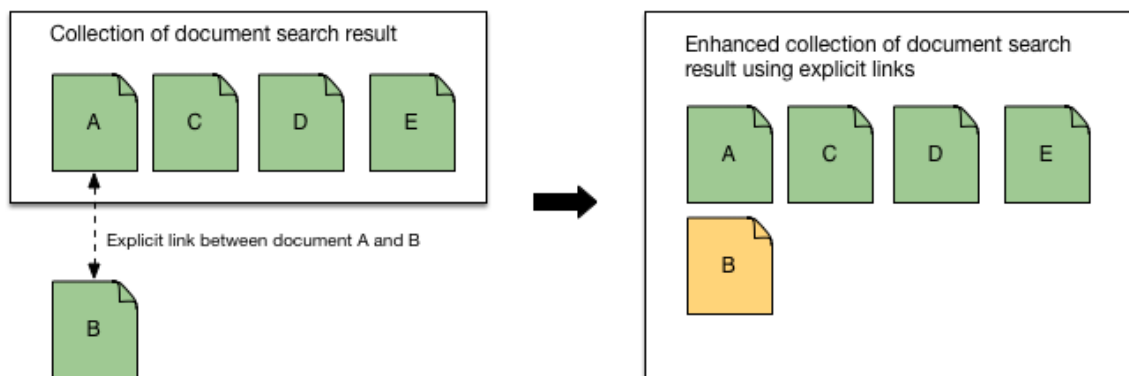 Collection of document search result
A
C
D
E
Explicit link between document A and B
B
Enhanced collection of document search
result using explicit links
A
C
D
E
B